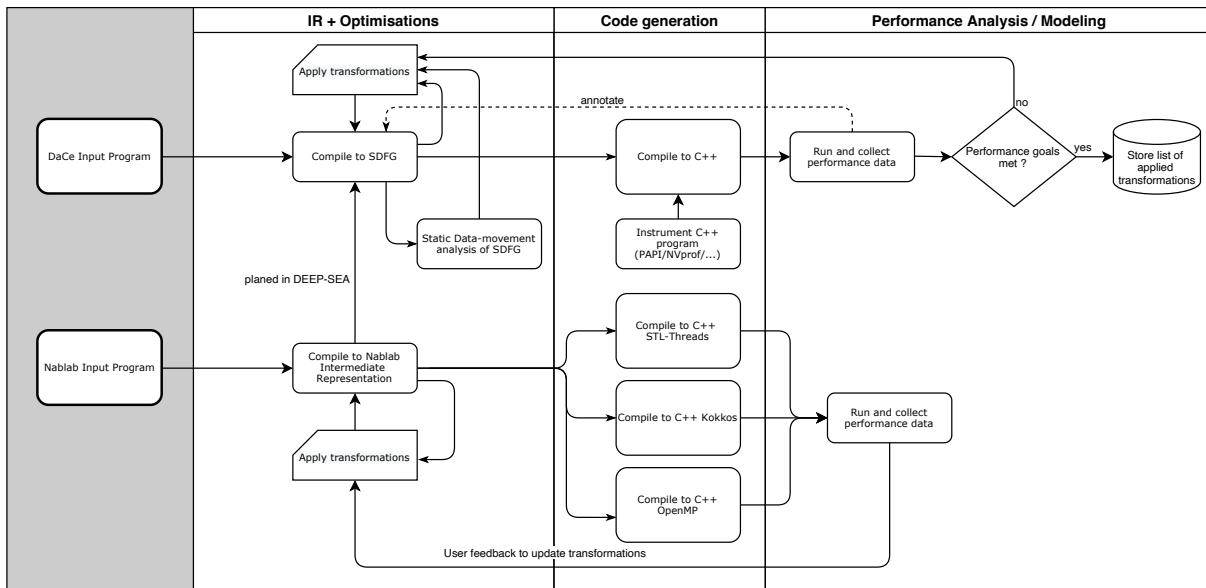 IR + Optimisations
Code generation
Performance Analysis / Modeling
Apply transformations
no
annotate
DaCe Input Program
Compile to SDFG
Compile to C++
Run and collect
performance data
Performance goals
met ?
yes
Store list of
applied
transformations
Static Data-movement
analysis of SDFG
Instrument C++
program
(PAPI/NVprof/...)
planed in DEEP-SEA
Compile to C++
STL-Threads
Nablab Input Program
Compile to Nablab
Intermediate
Representation
Compile to C++ Kokkos
Run and collect
performance data
Apply transformations
Compile to C++
OpenMP
User feedback to update transformations